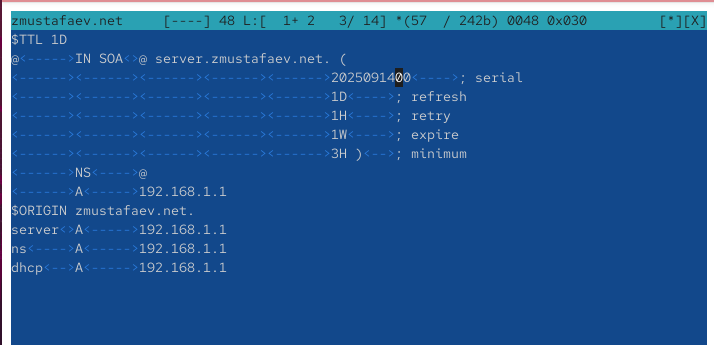 zmustafaev.net [----] 48 L:[ 1+ 2 3/ 14] *(57 / 242b) 0048 0x030 [*][X]
$TTL 1D
@<------>IN SOA<>@ server.zmustafaev.net. (
<------><------><------><------><------>2025091400<---->; serial
<------><------><------><------><------>1D<---->; refresh
<------><------><------><------><------>1H<---->; retry
<------><------><------><------><------>1W<---->; expire
<------><------><------><------><------>3H )<-->; minimum
<------>NS<---->@
<------>A<----->192.168.1.1
$ORIGIN zmustafaev.net.
server<>A<----->192.168.1.1
ns<---->A<----->192.168.1.1
dhcp<-->A<----->192.168.1.1